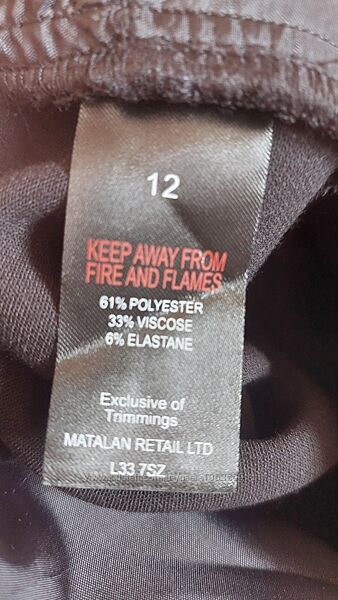 12
KEEP AWAY FROM
FIRE AND FLAMES
61% POLYESTER
33% VISCOSE
6% ELASTANE
Exclusive of
Trimmings
MATALAN RETAIL LTD
L33 7SZ